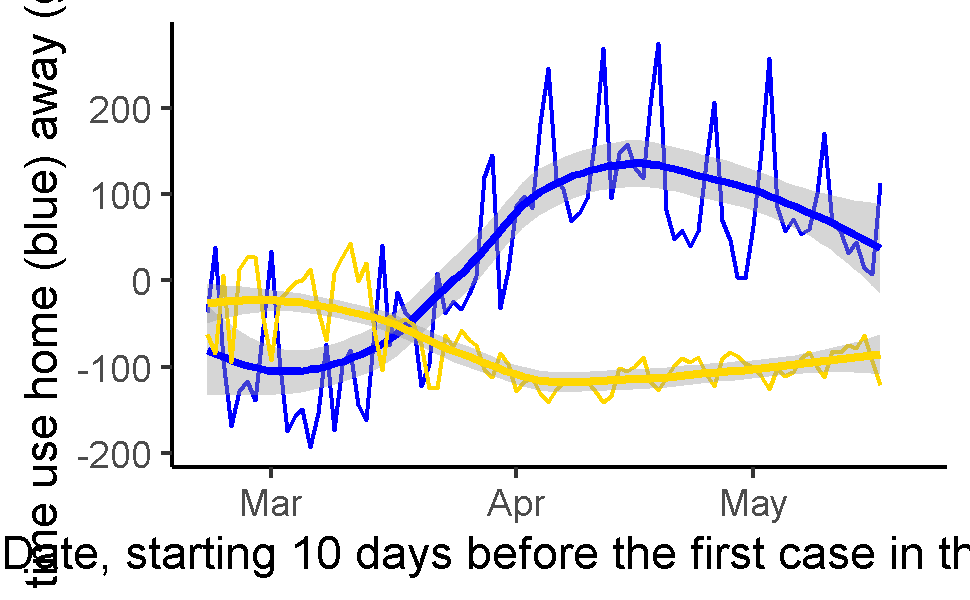 time use home (blue) away (
200
100
0
-100
-200
Mar Apr May
Date, starting 10 days before the first case in th